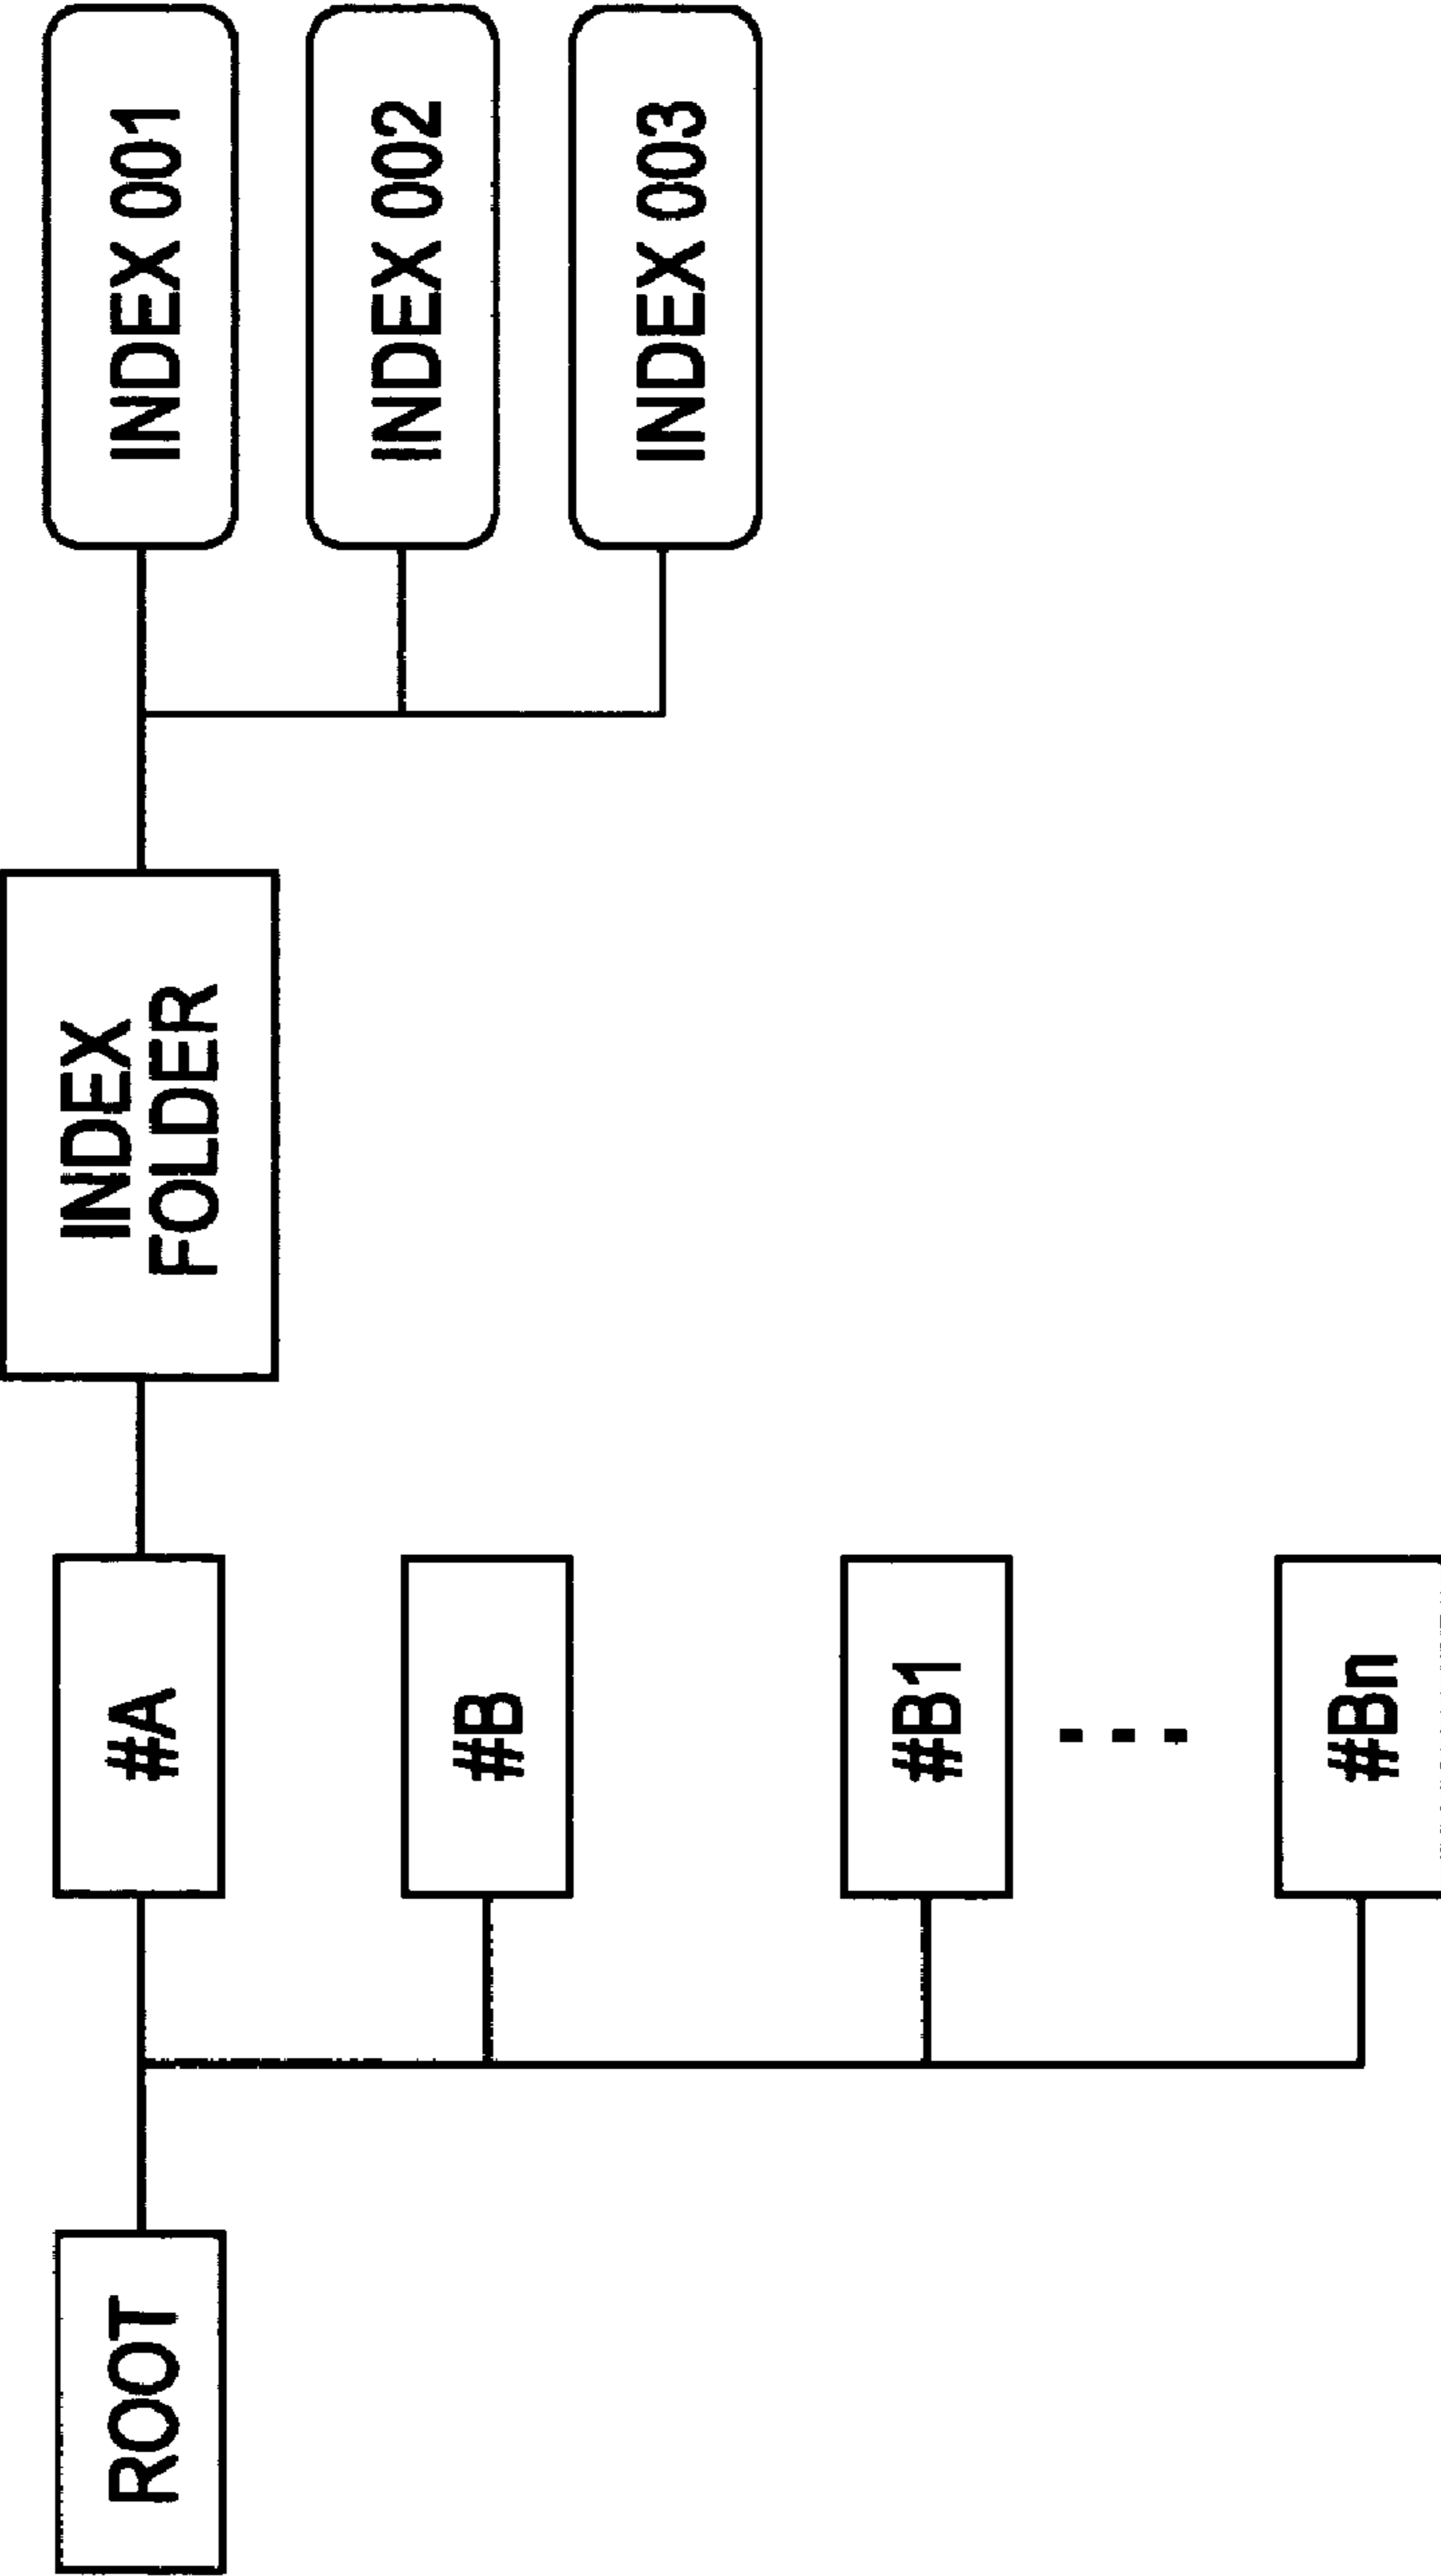 ROOT
#A
INDEX
FOLDER
INDEX 001
INDEX 002
INDEX 003
#B
#B1
#Bn